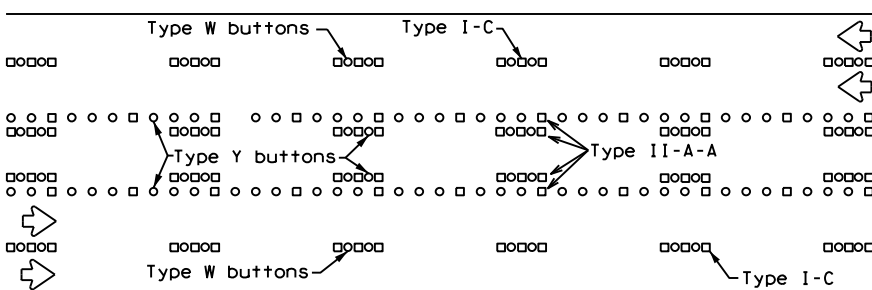 Type W buttons
Type I-C
Type Y buttons
Type II-A-A
Type W buttons
Type I-C